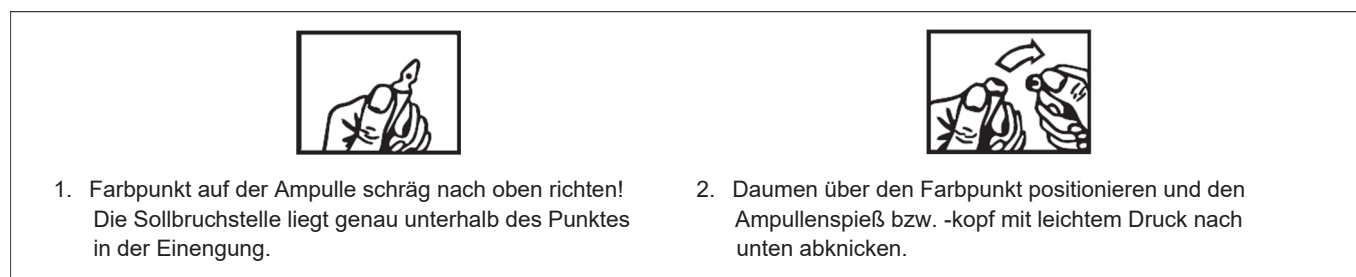 1. Farbpunkt auf der Ampulle schräg nach oben richten!
Die Sollbruchstelle liegt genau unterhalb des Punktes
in der Einengung.
2. Daumen über den Farbpunkt positionieren und den
Ampullenspieß bzw. -kopf mit leichtem Druck nach
unten abknicken.